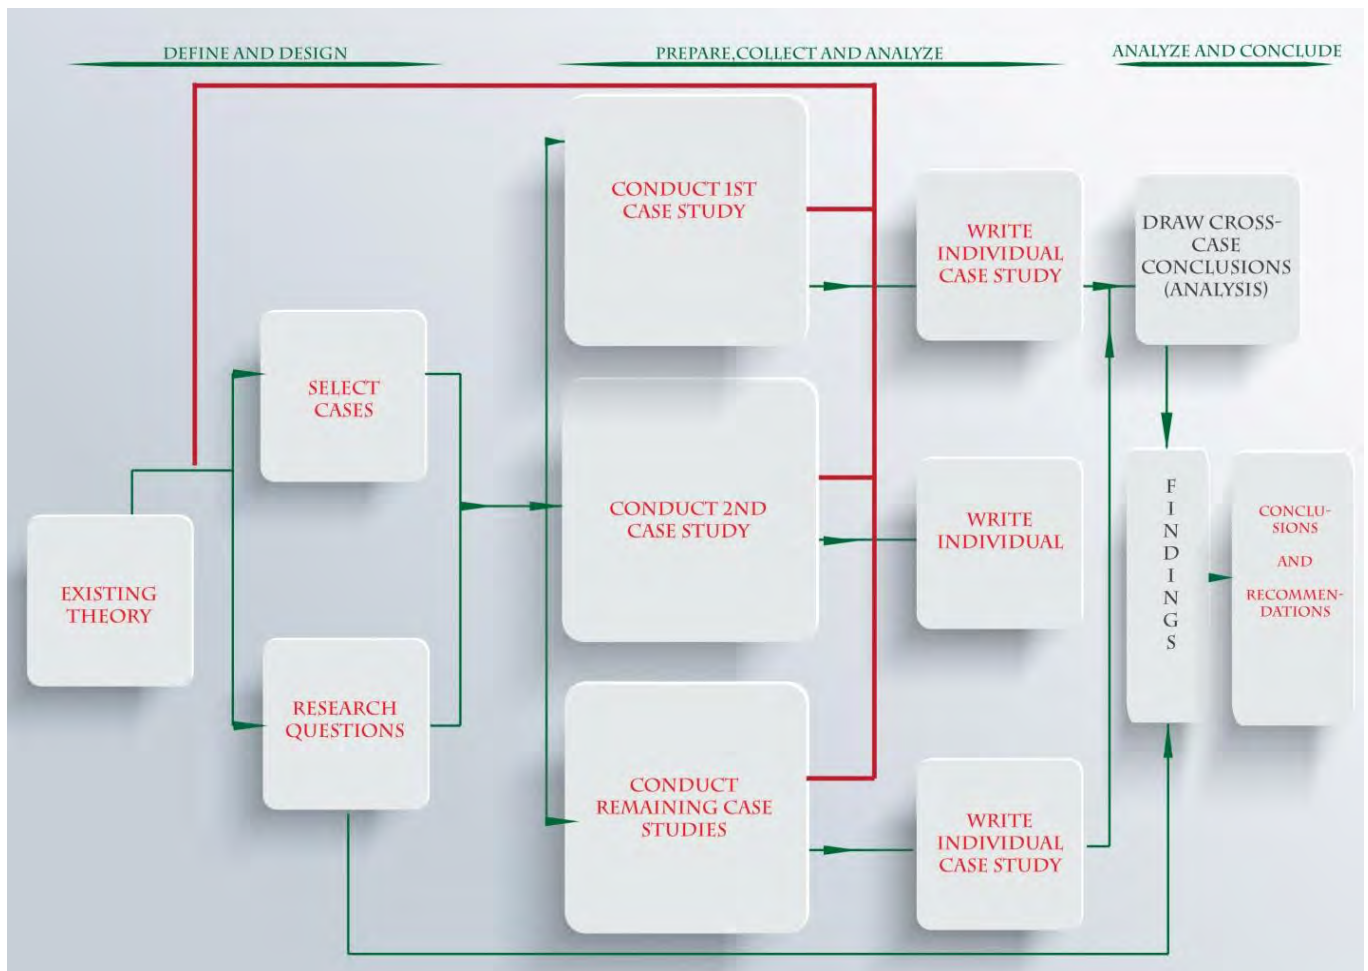 DEFINE AND DESIGN
PREPARE,COLLECT AND ANALYZE
ANALYZE AND CONCLUDE
EXISTING
THEORY
SELECT
CASES
RESEARCH
QUESTIONS
CONDUCT 1ST
CASE STUDY
CONDUCT 2ND
CASE STUDY
CONDUCT
REMAINING CASE
STUDIES
WRITE
INDIVIDUAL
CASE STUDY
WRITE
INDIVIDUAL
WRITE
INDIVIDUAL
CASE STUDY
DRAW CROSS-
CASE
CONCLUSIONS
(ANALYSIS)
F
I
N
D
I
N
G
S
CONCLU-
SIONS
AND
RECOMMEN-
DATIONS